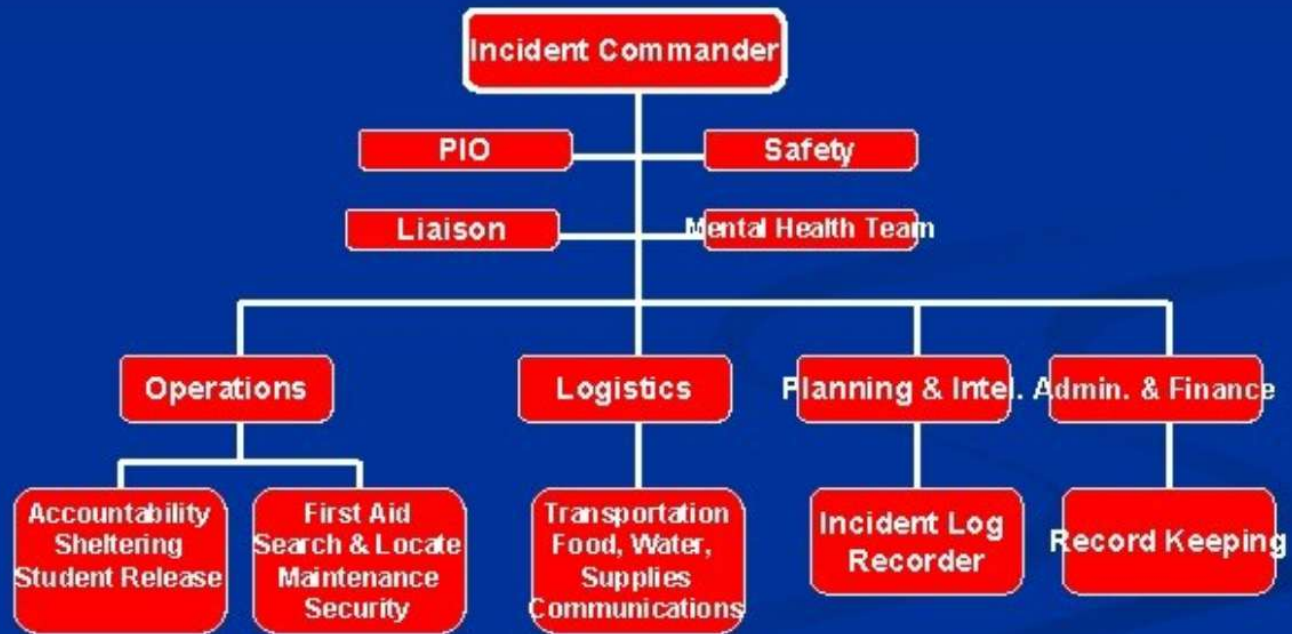 Incident Commander
PIO
Safety
Liaison
Mental Health Team
Operations
Logistics
Planning & Intel.
Admin. & Finance
Accountability
Sheltering
Student Release
First Aid
Search & Locate
Maintenance
Security
Transportation
Food, Water,
Supplies
Communications
Incident Log
Recorder
Record Keeping